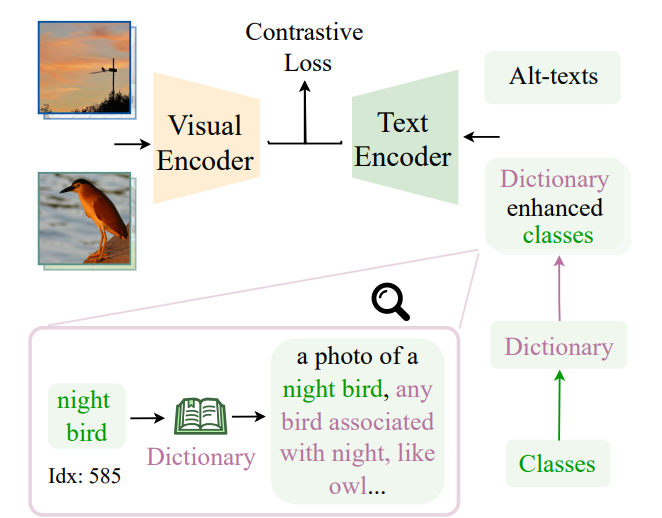 Contrastive
Loss
Visual
Encoder
Text
Encoder
Alt-texts
Dictionary
enhanced
classes
Dictionary
Classes
night
bird
Idx: 585
Dictionary
a photo of a
night bird, any
bird associated
with night, like
owl...